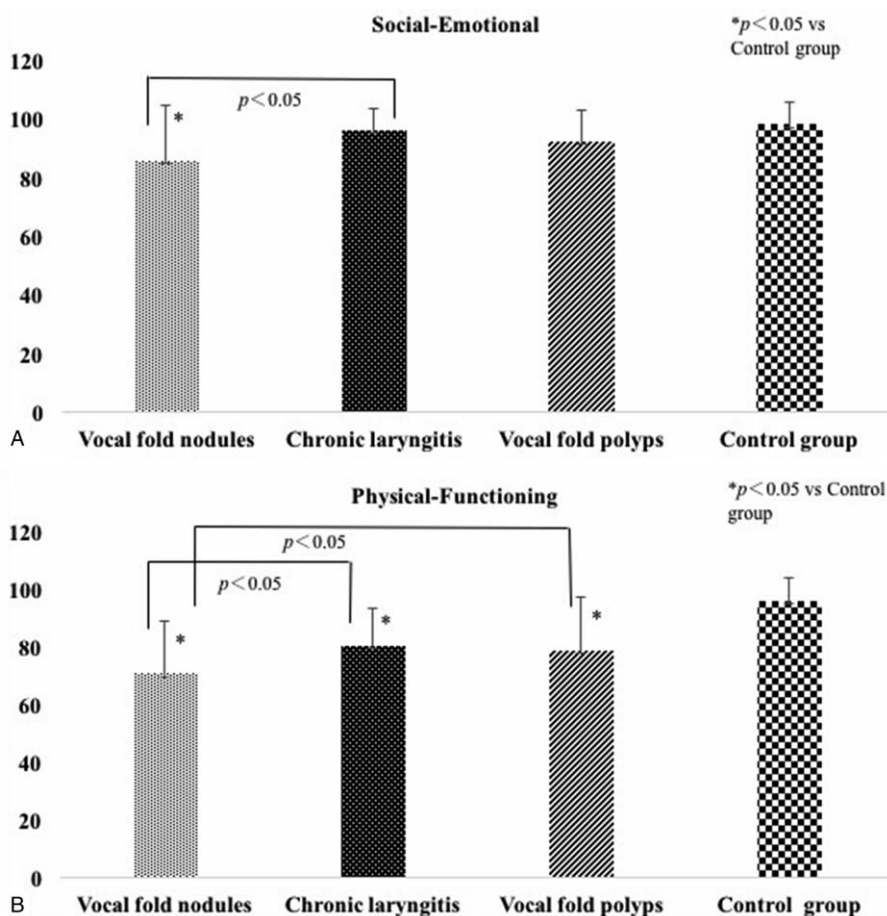 Social-Emotional
*p<0.05 vs
Control group
120
100
80
60
40
20
0
p<0.05
*
A
Vocal fold nodules Chronic laryngitis Vocal fold polyps Control group
Physical-Functioning
*p<0.05 vs Control
group
120
100
80
60
40
20
0
p<0.05
p<0.05
*
*
*
B
Vocal fold nodules Chronic laryngitis Vocal fold polyps Control group